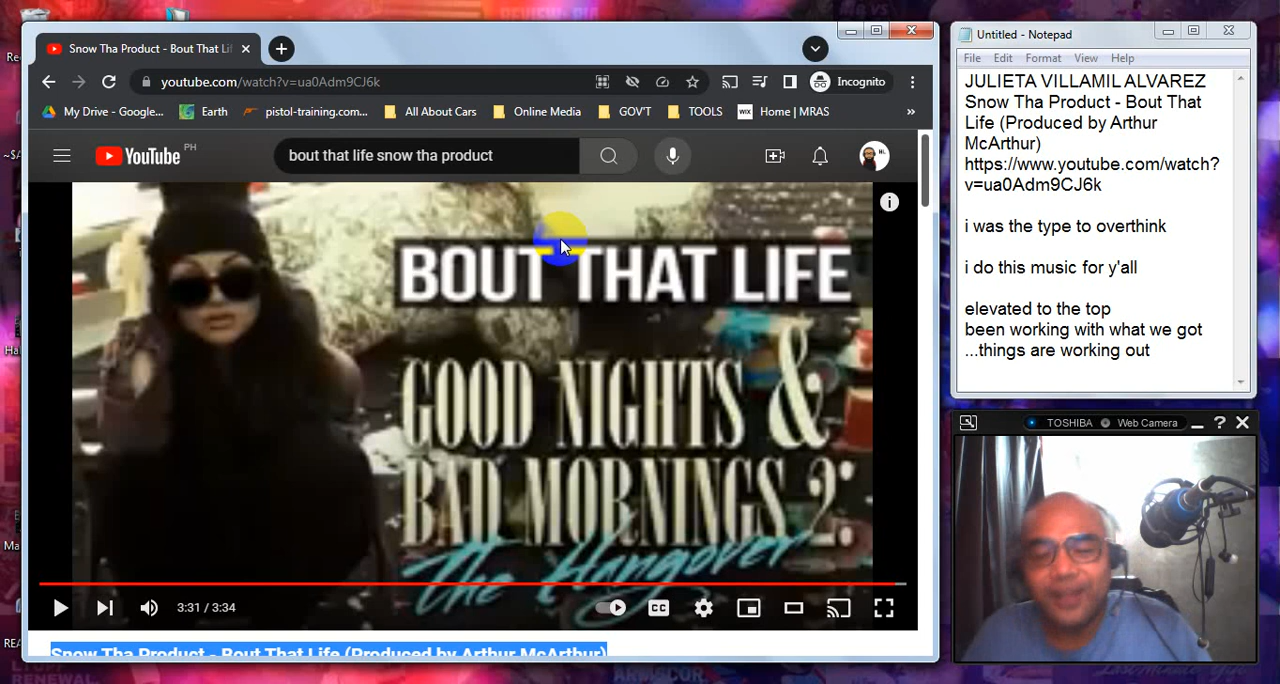 Snow Tha Product - Bout That Li
youtube.com/watch?v=ua0Adm9CJ6k
Incognito
My Drive - Google...
Earth
pistol-training.com...
All About Cars
Online Media
GOV'T
TOOLS
WIX
Home | MRAS
»
YouTube PH
bout that life snow tha product
BOUT THAT LIFE
GOOD NIGHTS &
BAD MORNINGS 2:
The Hangover
3:31 / 3:34
CC
Snow Tha Product - Bout That Life (Produced by Arthur McArthur)
Untitled - Notepad
File Edit Format View Help
JULIETA VILLAMIL ALVAREZ
Snow Tha Product - Bout That
Life (Produced by Arthur
McArthur)
https://www.youtube.com/watch?
v=ua0Adm9CJ6k
i was the type to overthink
i do this music for y'all
elevated to the top
been working with what we got
...things are working out
TOSHIBA Web Camera
RENEWAL.